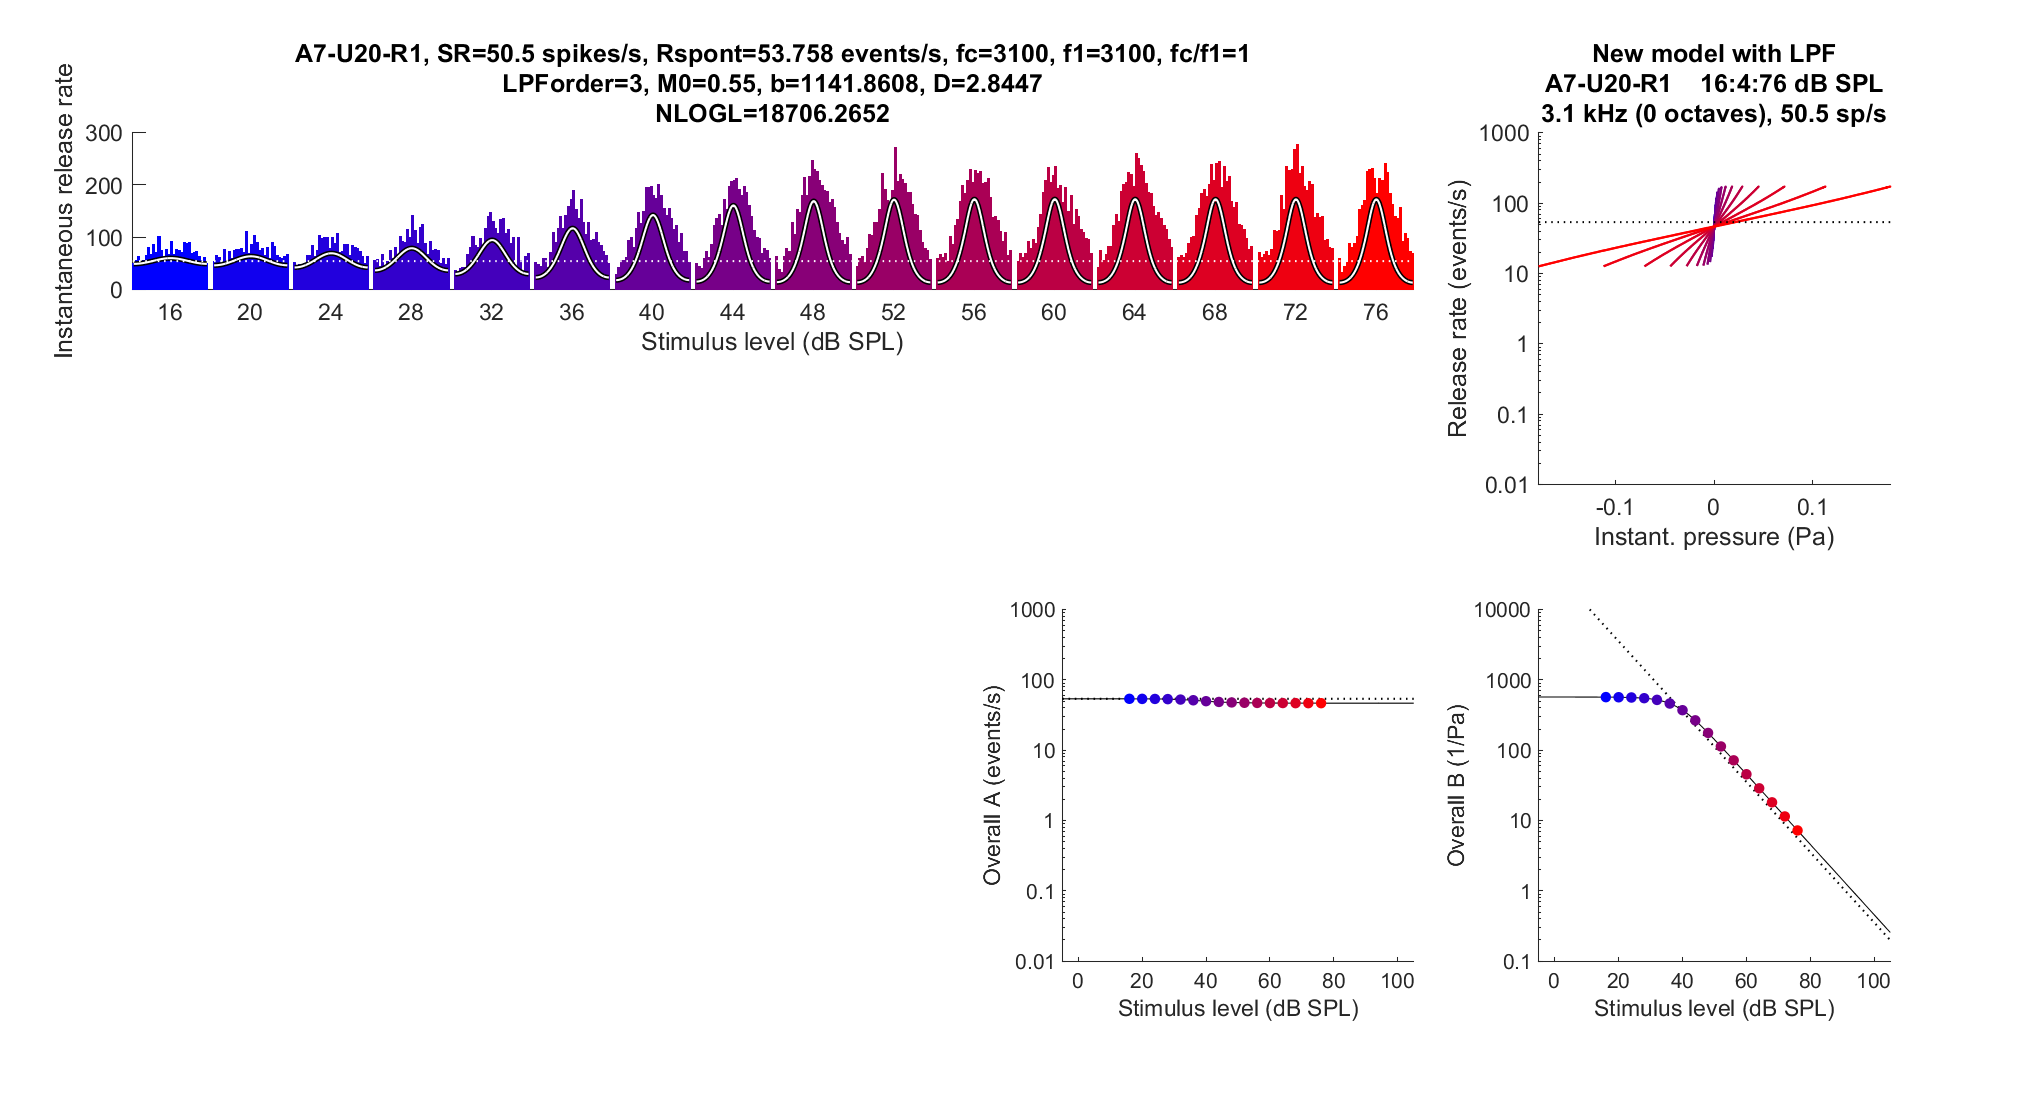 A7-U20-R1, SR=50.5 spikes/s, Rspont=53.758 events/s, fc=3100, f1=3100, fc/f1=1
LPForder=3, M0=0.55, b=1141.8608, D=2.8447
NLOGL=18706.2652
Instantaneous release rate
300
200
100
0
16 20 24 28 32 36 40 44 48 52 56 60 64 68 72 76
Stimulus level (dB SPL)
New model with LPF
A7-U20-R1 16:4:76 dB SPL
3.1 kHz (0 octaves), 50.5 sp/s
Release rate (events/s)
1000
100
10
1
0.1
0.01
-0.1 0 0.1
Instant. pressure (Pa)
Overall A (events/s)
1000
100
10
1
0.1
0.01
0 20 40 60 80 100
Stimulus level (dB SPL)
Overall B (1/Pa)
10000
1000
100
10
1
0.1
0 20 40 60 80 100
Stimulus level (dB SPL)